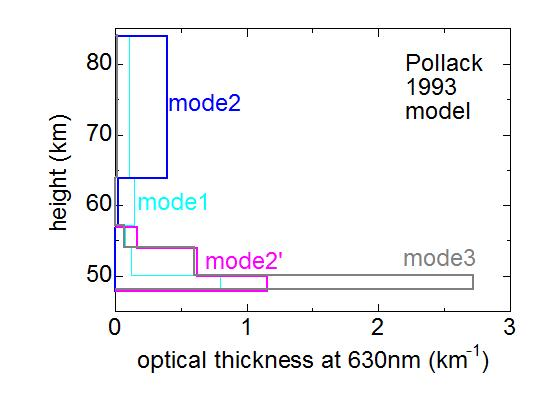 80
70
60
50
0
1
2
3
height (km)
optical thickness at 630nm (km⁻¹)
Pollack
1993
model
mode2
mode1
mode2'
mode3